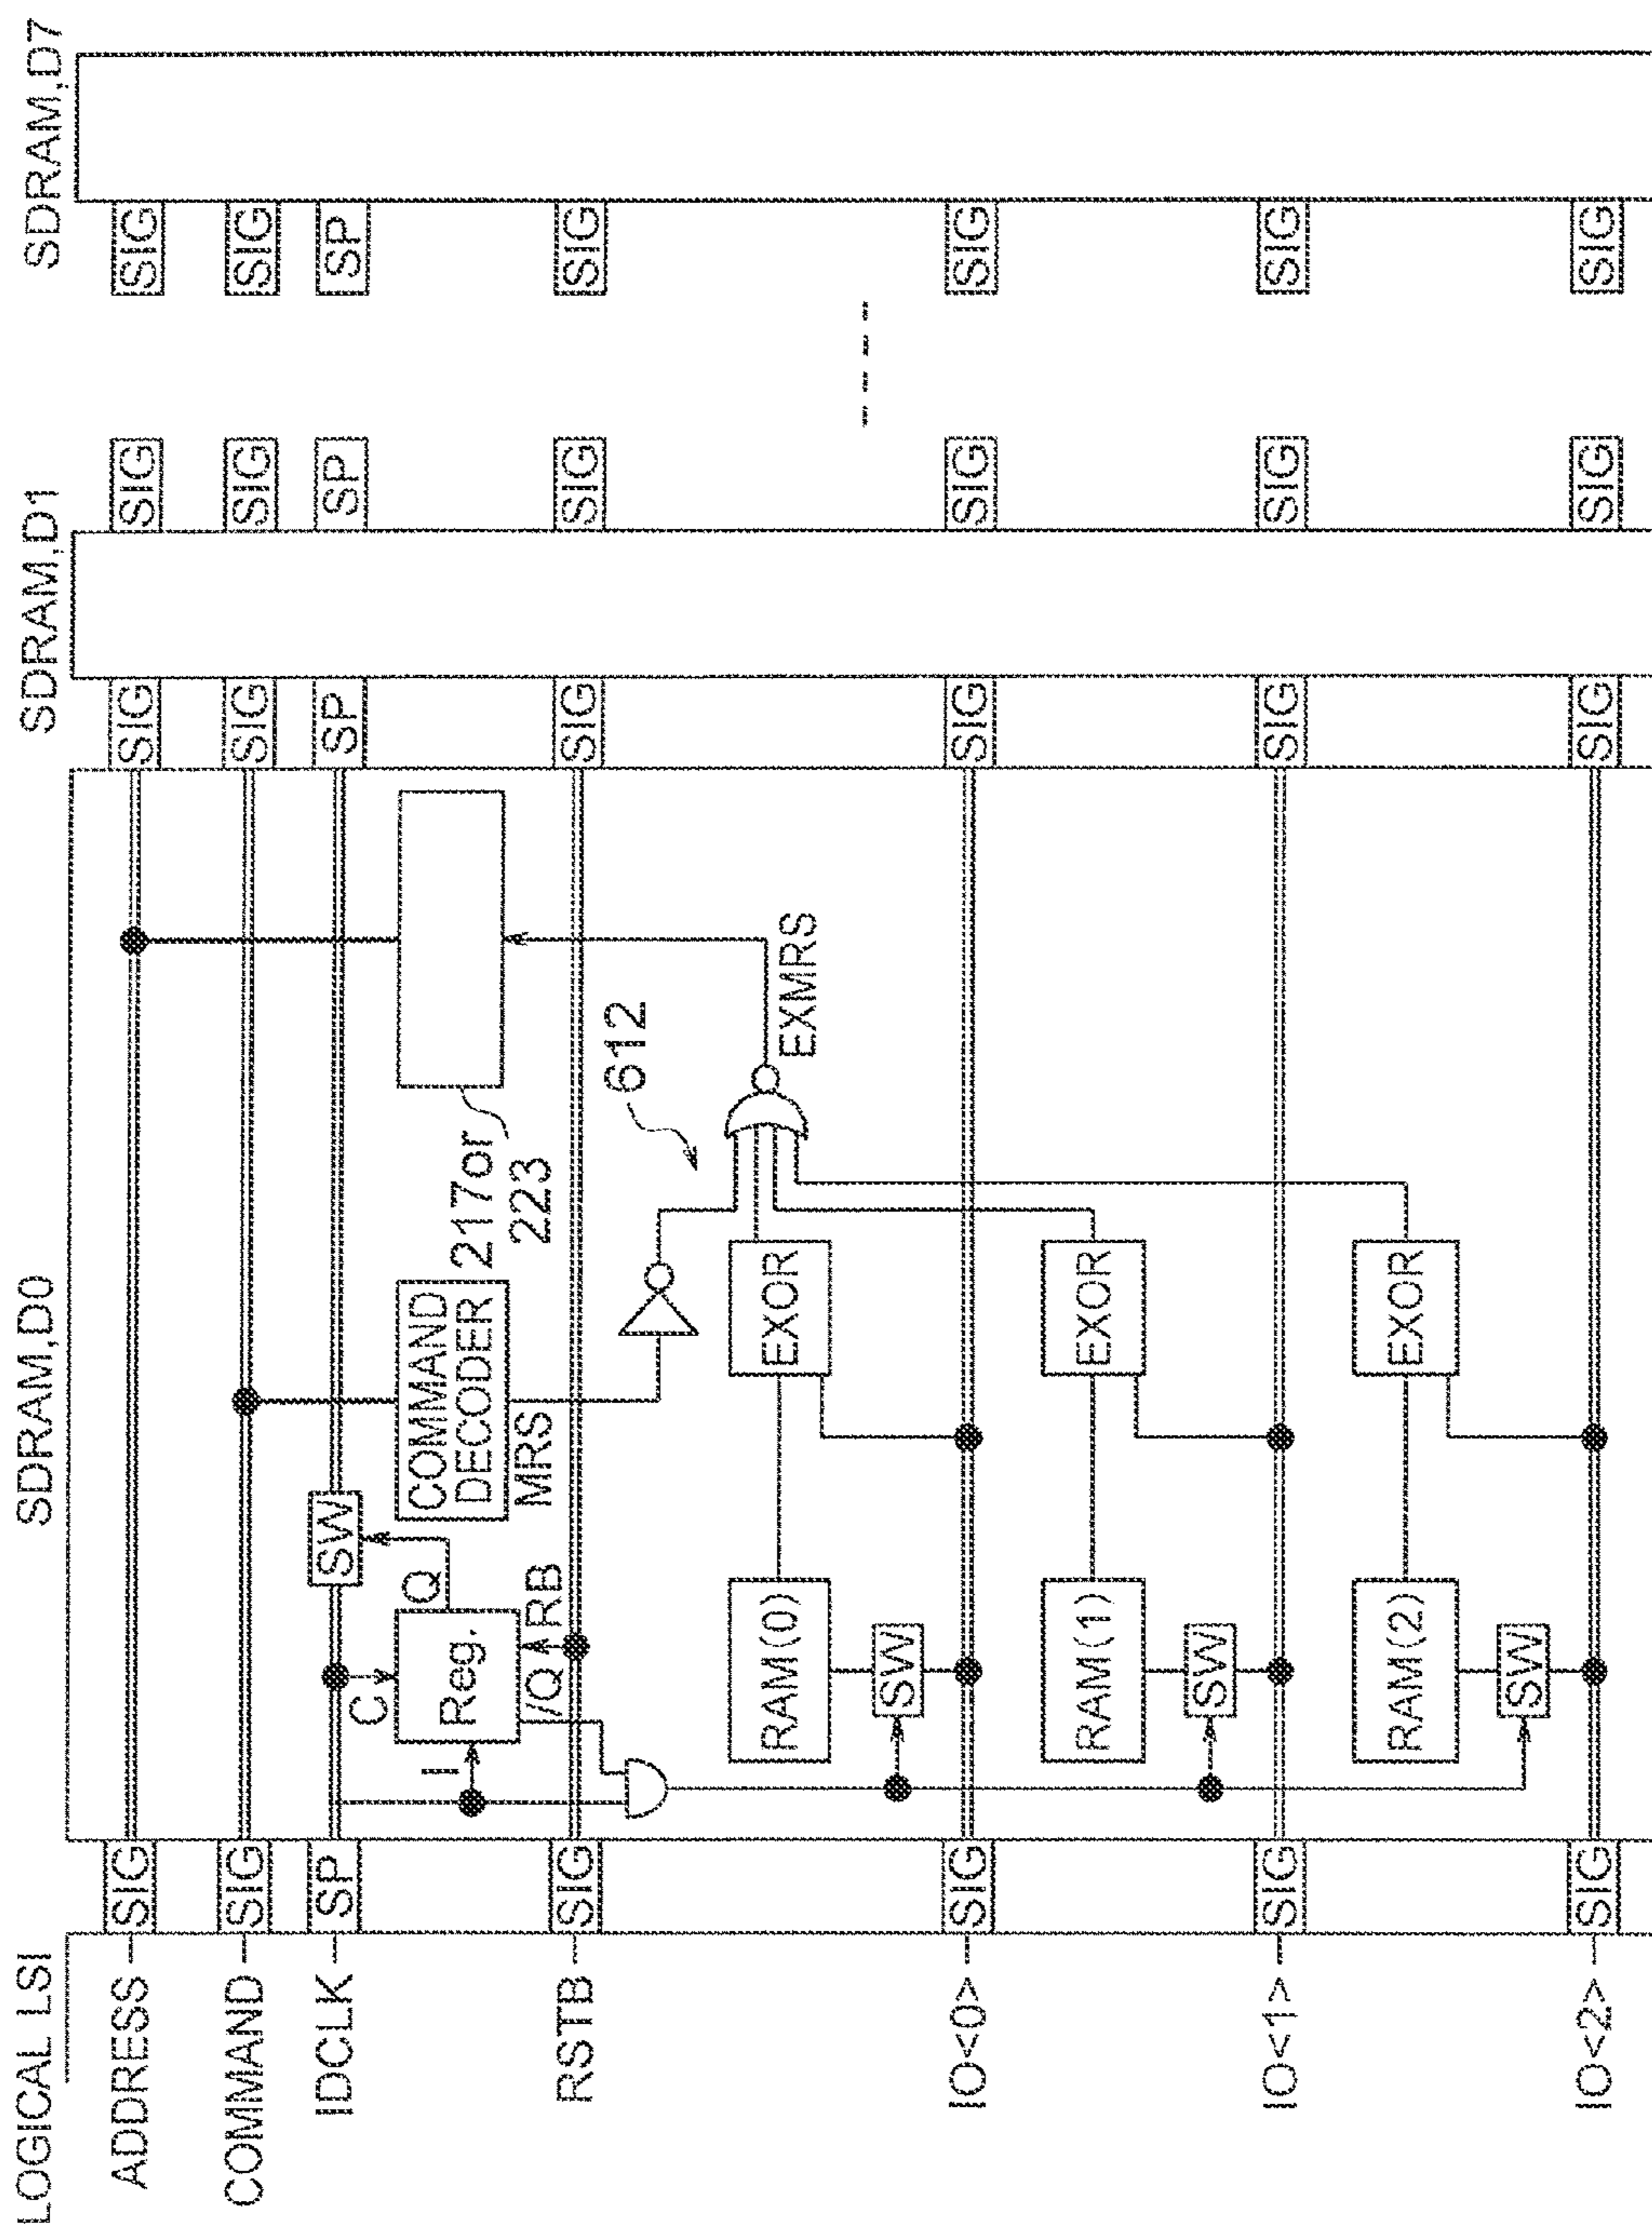 LOGICAL LSI
SDRAM,D0
SDRAM,D1
SDRAM,D7
ADDRESS
SIG
SIG
SIG
SIG
COMMAND
SIG
SIG
SIG
SIG
IDCLK
SP
SW
SP
SP
SP
I
C
Reg.
Q
/Q
RB
COMMAND
DECODER
MRS
217or
223
RSTB
SIG
SIG
SIG
SIG
612
EXMRS
RAM(0)
EXOR
SW
IO<0>
SIG
SIG
SIG
SIG
RAM(1)
EXOR
SW
IO<1>
SIG
SIG
SIG
SIG
RAM(2)
EXOR
SW
IO<2>
SIG
SIG
SIG
SIG